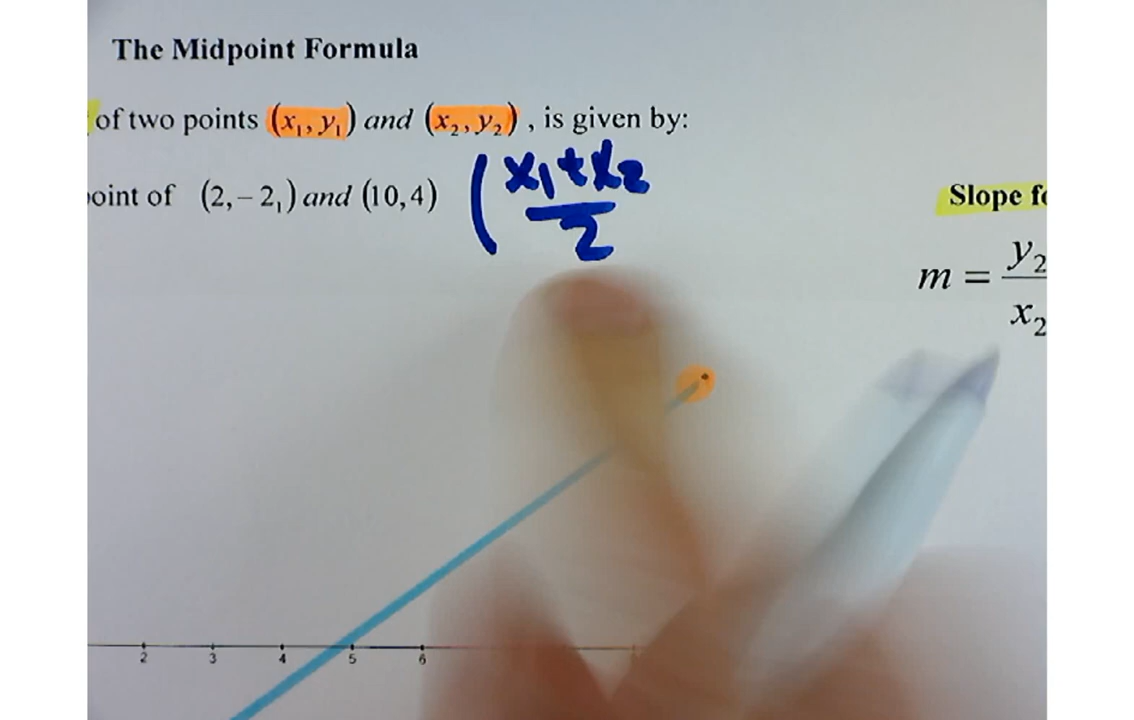 The Midpoint Formula
of two points (x₁, y₁) and (x₂, y₂) , is given by:
oint of (2,−2₁) and (10,4) ( x₁+x₂
2
Slope f
m = y₂
x₂
2 3 4 5 6